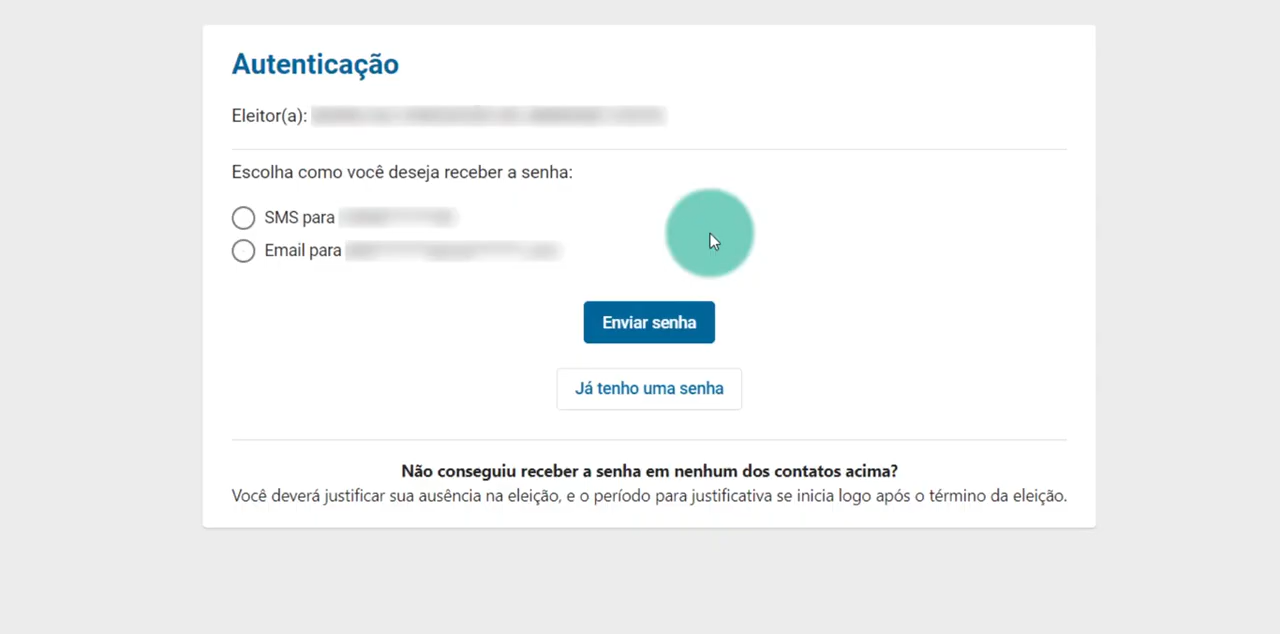 Autenticação
Eleitor(a):
Escolha como você deseja receber a senha:
SMS para
Email para
Enviar senha
Já tenho uma senha
Não conseguiu receber a senha em nenhum dos contatos acima?
Você deverá justificar sua ausência na eleição, e o período para justificativa se inicia logo após o término da eleição.